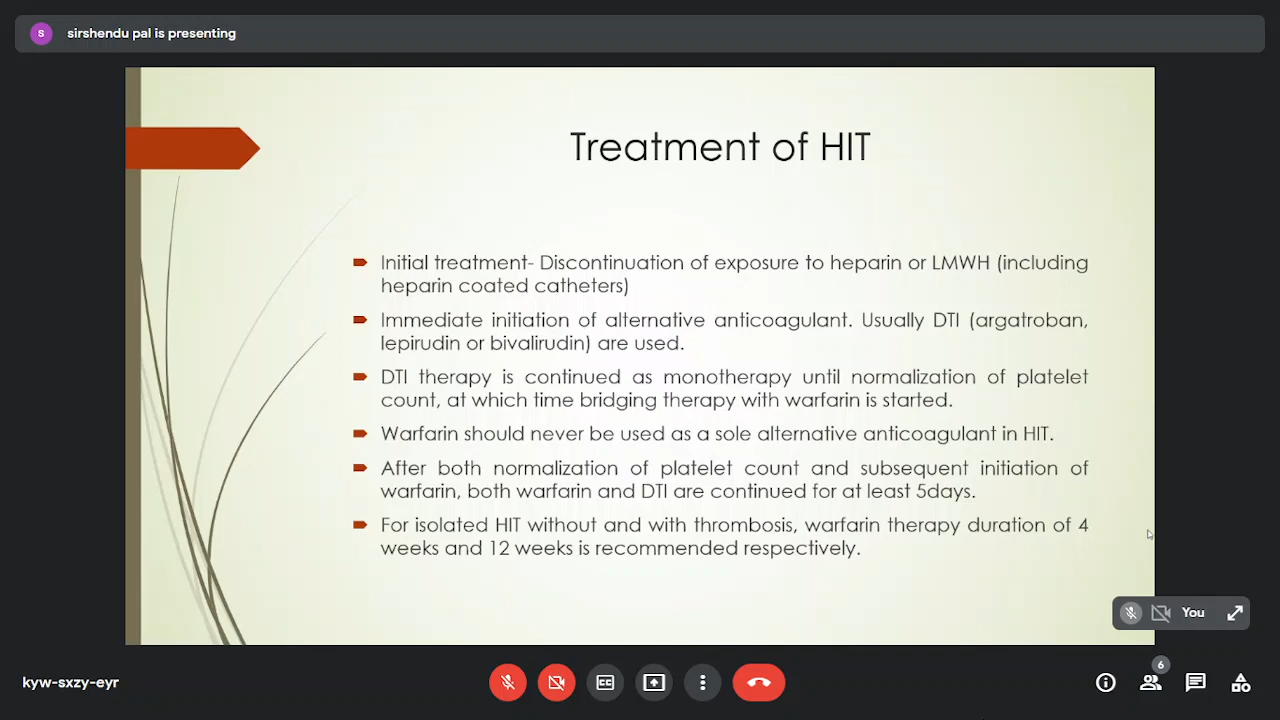 S
sirshendu pal is presenting
Treatment of HIT
Initial treatment- Discontinuation of exposure to heparin or LMWH (including
heparin coated catheters)
Immediate initiation of alternative anticoagulant. Usually DTI (argatroban,
lepirudin or bivalirudin) are used.
DTI therapy is continued as monotherapy until normalization of platelet
count, at which time bridging therapy with warfarin is started.
Warfarin should never be used as a sole alternative anticoagulant in HIT.
After both normalization of platelet count and subsequent initiation of
warfarin, both warfarin and DTI are continued for at least 5days.
For isolated HIT without and with thrombosis, warfarin therapy duration of 4
weeks and 12 weeks is recommended respectively.
You
kyw-sxzy-eyr
CC
6